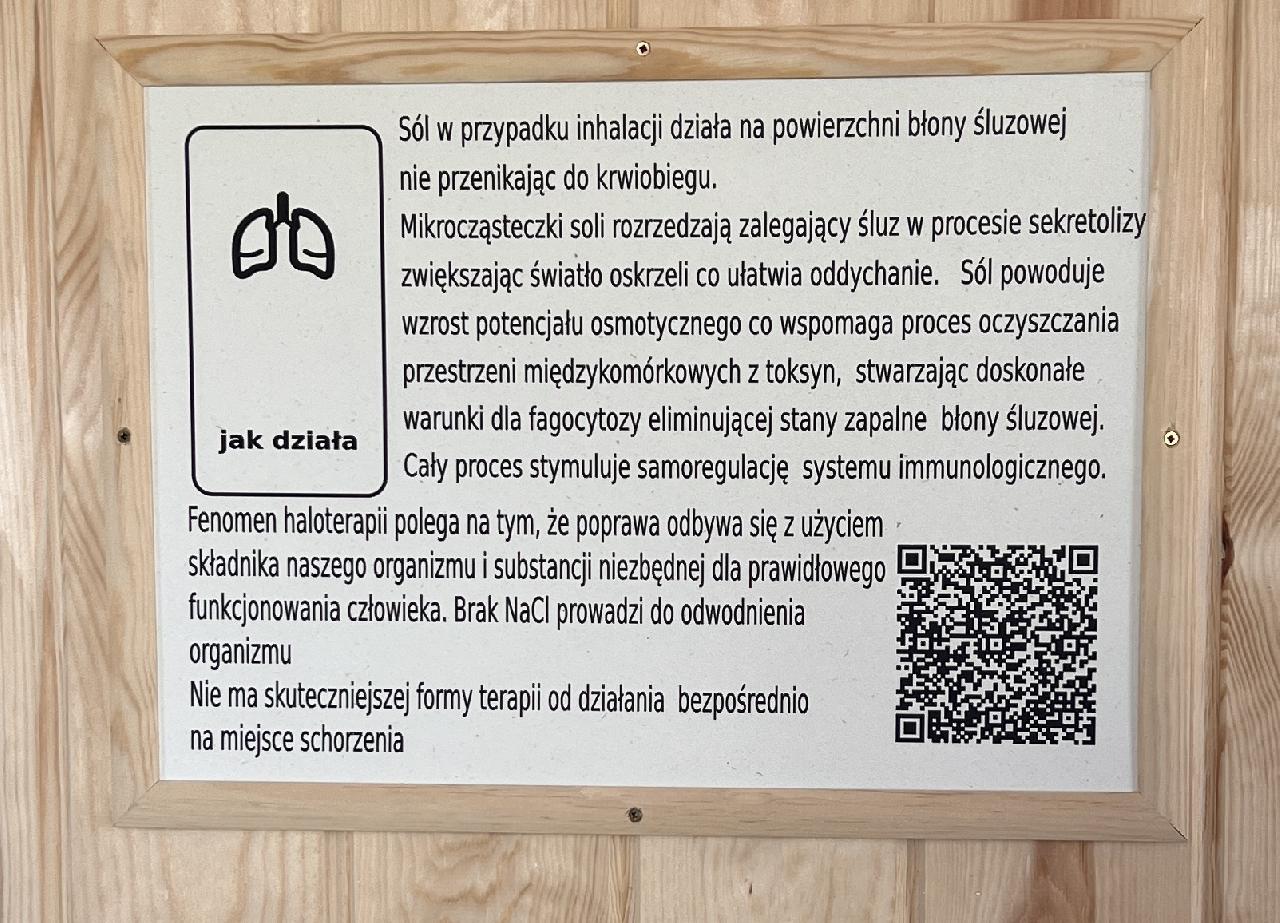 Sól w przypadku inhalacji działa na powierzchni błony śluzowej
nie przenikając do krwiobiegu.
Mikrocząsteczki soli rozrzedzają zalegający śluz w procesie sekretolizy
zwiększając światło oskrzeli co ułatwia oddychanie. Sól powoduje
wzrost potencjału osmotycznego co wspomaga proces oczyszczania
przestrzeni międzykomórkowych z toksyn, stwarzając doskonałe
warunki dla fagocytozy eliminującej stany zapalne błony śluzowej.
Cały proces stymuluje samoregulację systemu immunologicznego.
jak działa
Fenomen haloterapii polega na tym, że poprawa odbywa się z użyciem
składnika naszego organizmu i substancji niezbędnej dla prawidłowego
funkcjonowania człowieka. Brak NaCl prowadzi do odwodnienia
organizmu
Nie ma skuteczniejszej formy terapii od działania bezpośrednio
na miejsce schorzenia